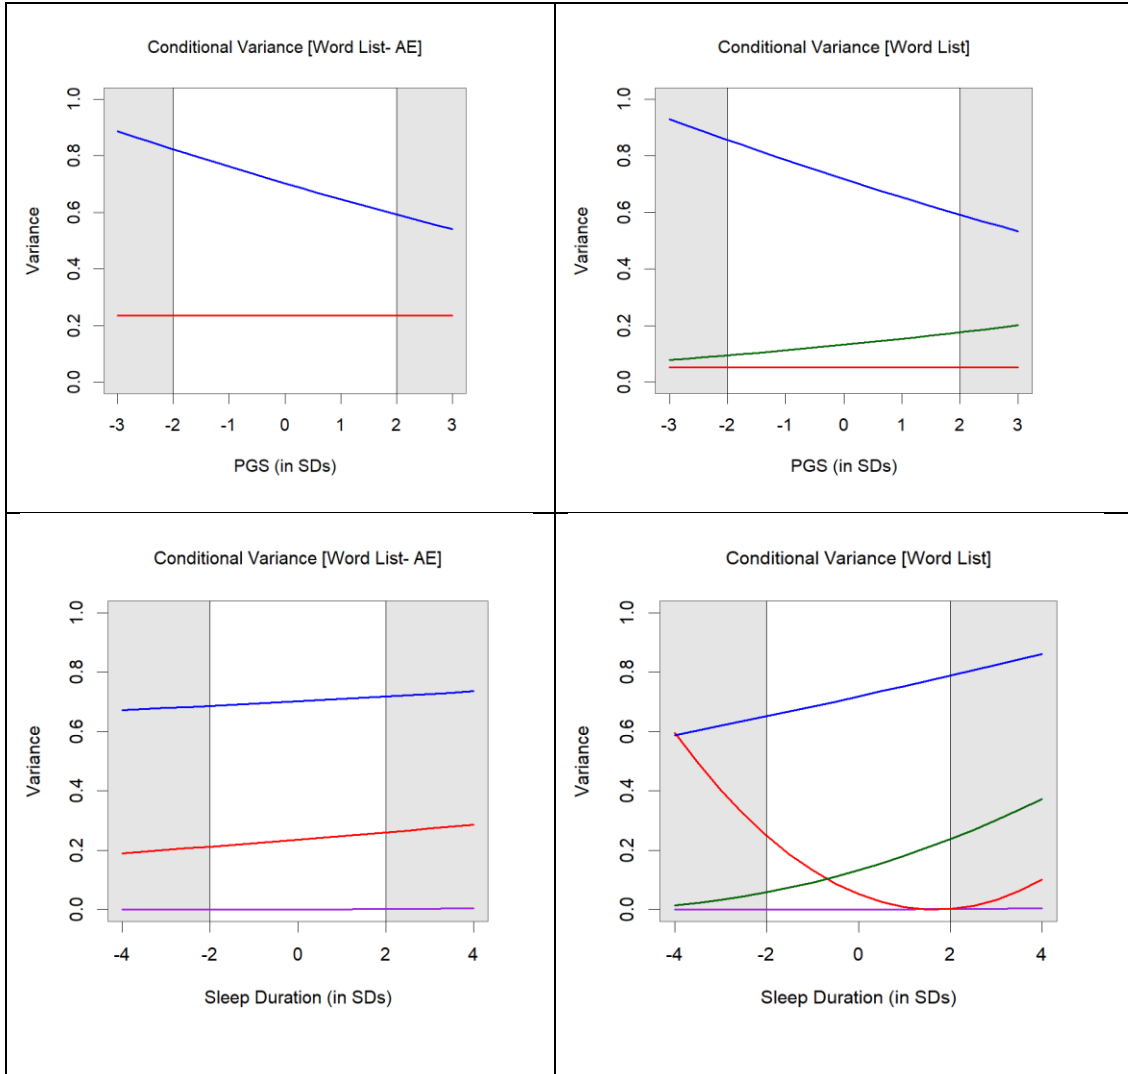 Conditional Variance [Word List- AE]
Variance
1.0
0.8
0.6
0.4
0.2
0.0
-3 -2 -1 0 1 2 3
PGS (in SDs)
Conditional Variance [Word List]
Variance
1.0
0.8
0.6
0.4
0.2
0.0
-3 -2 -1 0 1 2 3
PGS (in SDs)
Conditional Variance [Word List- AE]
Variance
1.0
0.8
0.6
0.4
0.2
0.0
-4 -2 0 2 4
Sleep Duration (in SDs)
Conditional Variance [Word List]
Variance
1.0
0.8
0.6
0.4
0.2
0.0
-4 -2 0 2 4
Sleep Duration (in SDs)